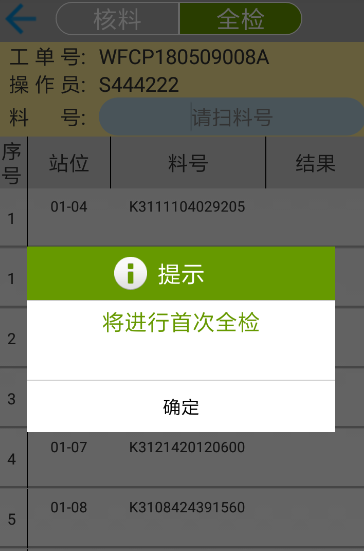 核料 全检
工单号: WFCP180509008A
操作员: S444222
料 号: 请扫料号
序号 站位 料号 结果
1 01-04 K3111104029205
1
提示
将进行首次全检
2
3
确定
4 01-07 K3121420120600
5 01-08 K3108424391560